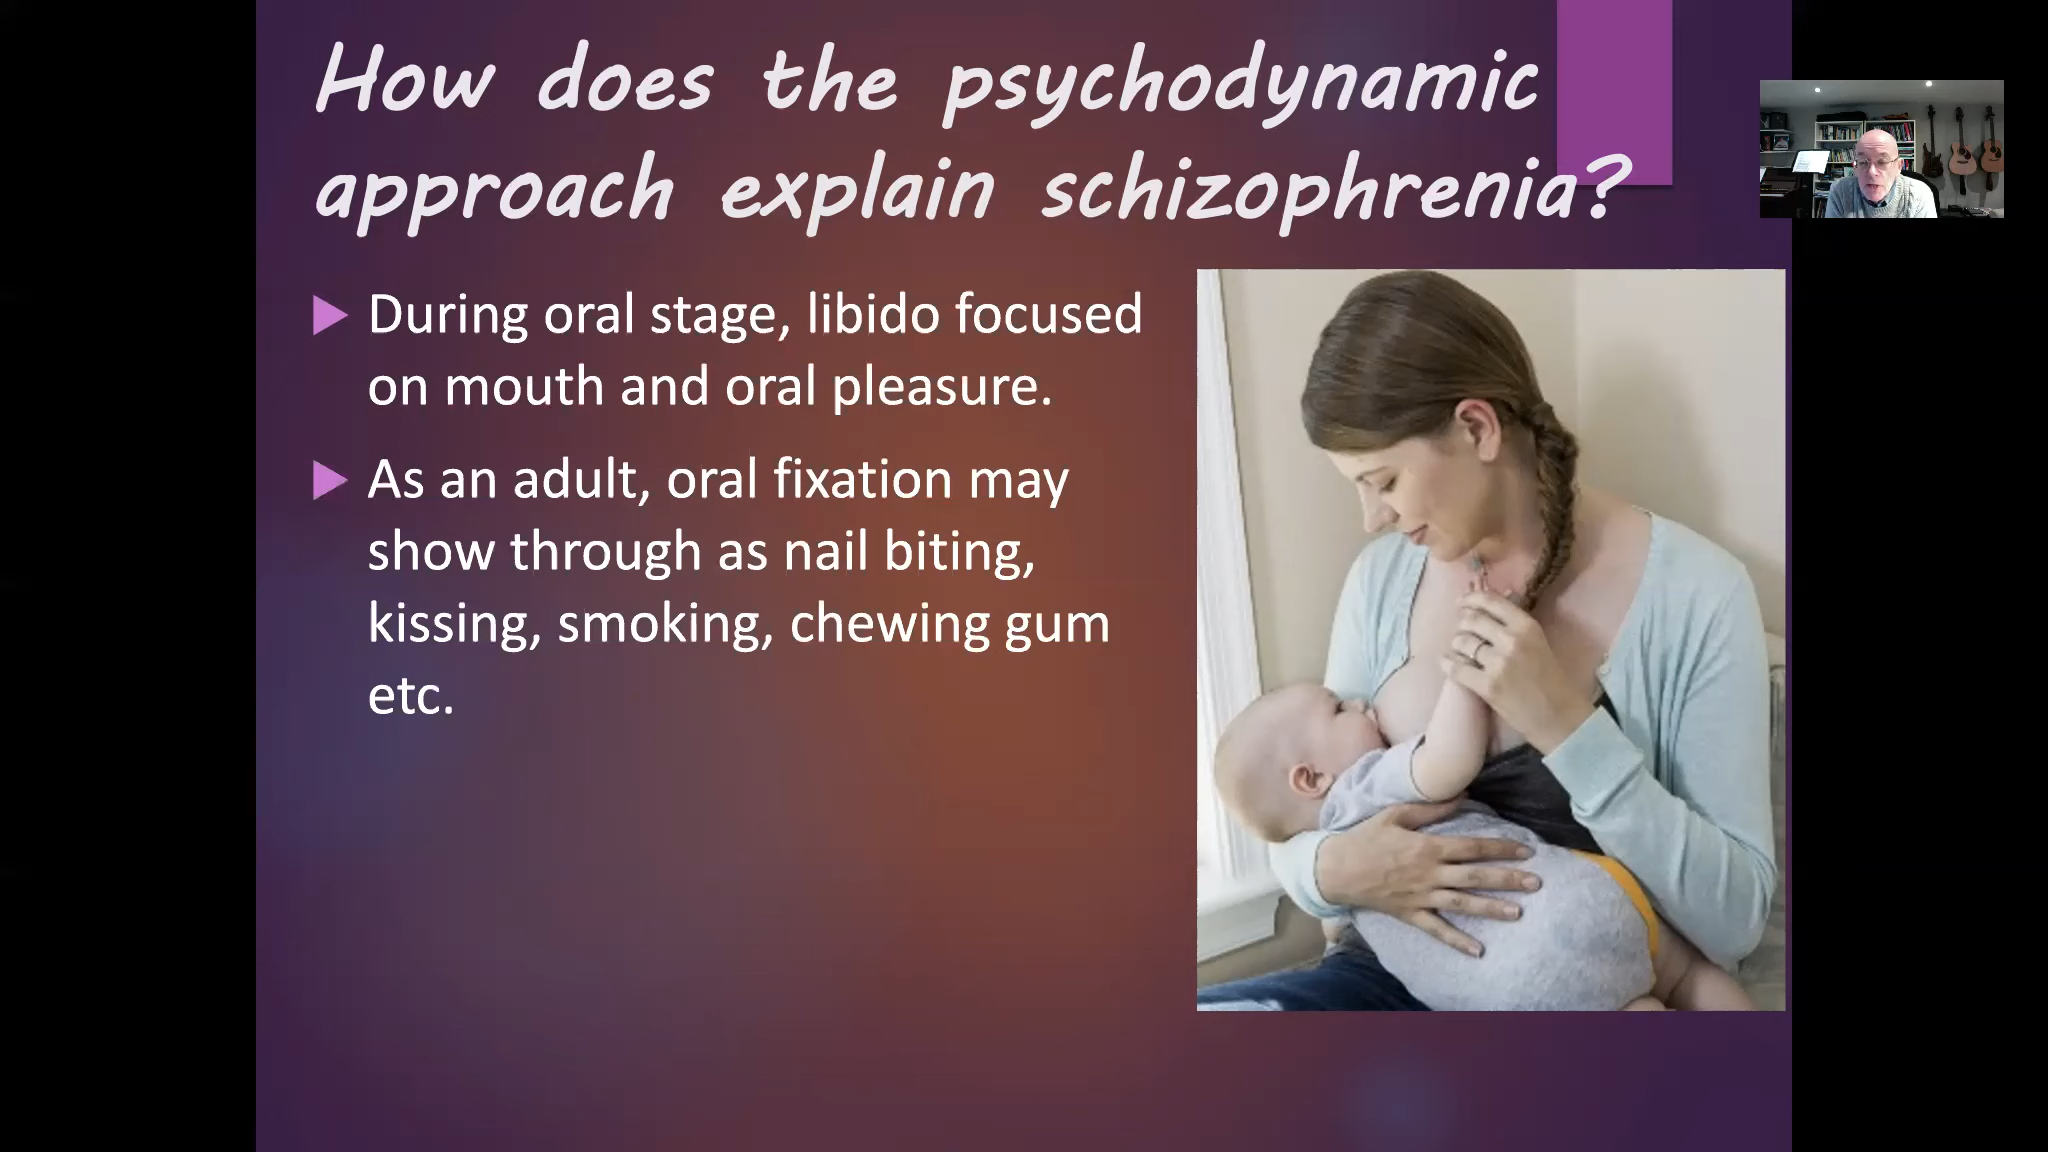 How does the psychodynamic
approach explain schizophrenia?
During oral stage, libido focused
on mouth and oral pleasure.
As an adult, oral fixation may
show through as nail biting,
kissing, smoking, chewing gum
etc.